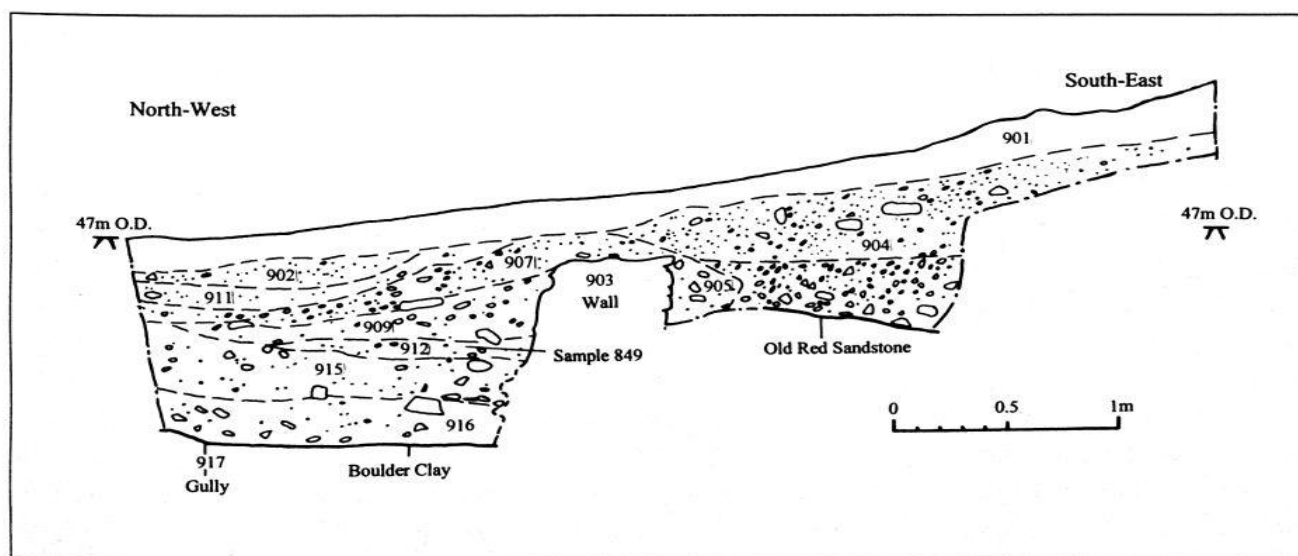 North-West
South-East
901
47m O.D.
47m O.D.
902
907
904
911
903
Wall
905
909
912
Sample 849
Old Red Sandstone
915
0 0.5 1m
916
917
Gully
Boulder Clay